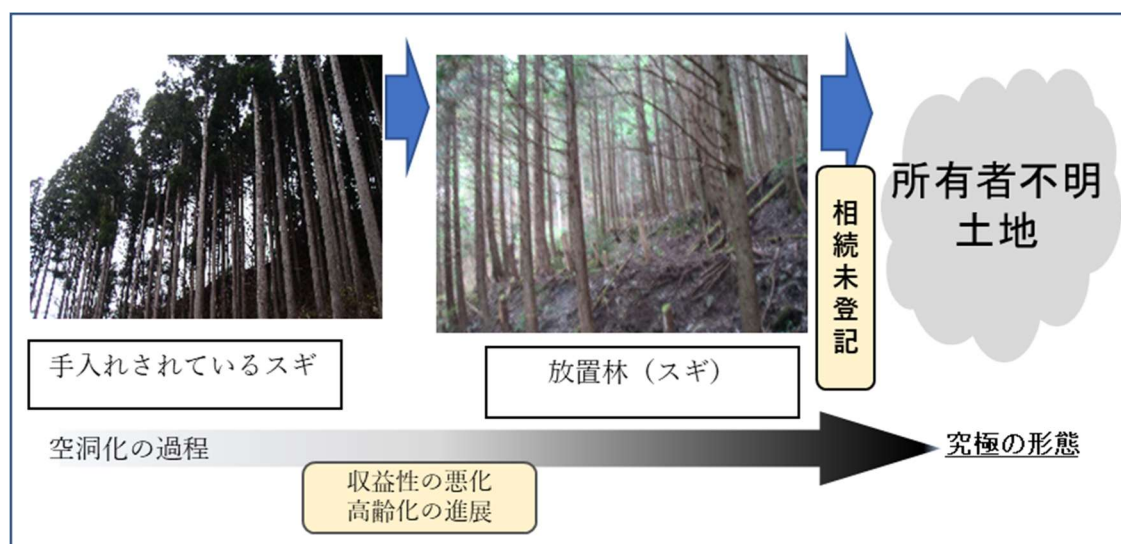 手入れされているスギ
放置林（スギ）
相続未登記
所有者不明
土地
空洞化の過程
収益性の悪化
高齢化の進展
究極の形態